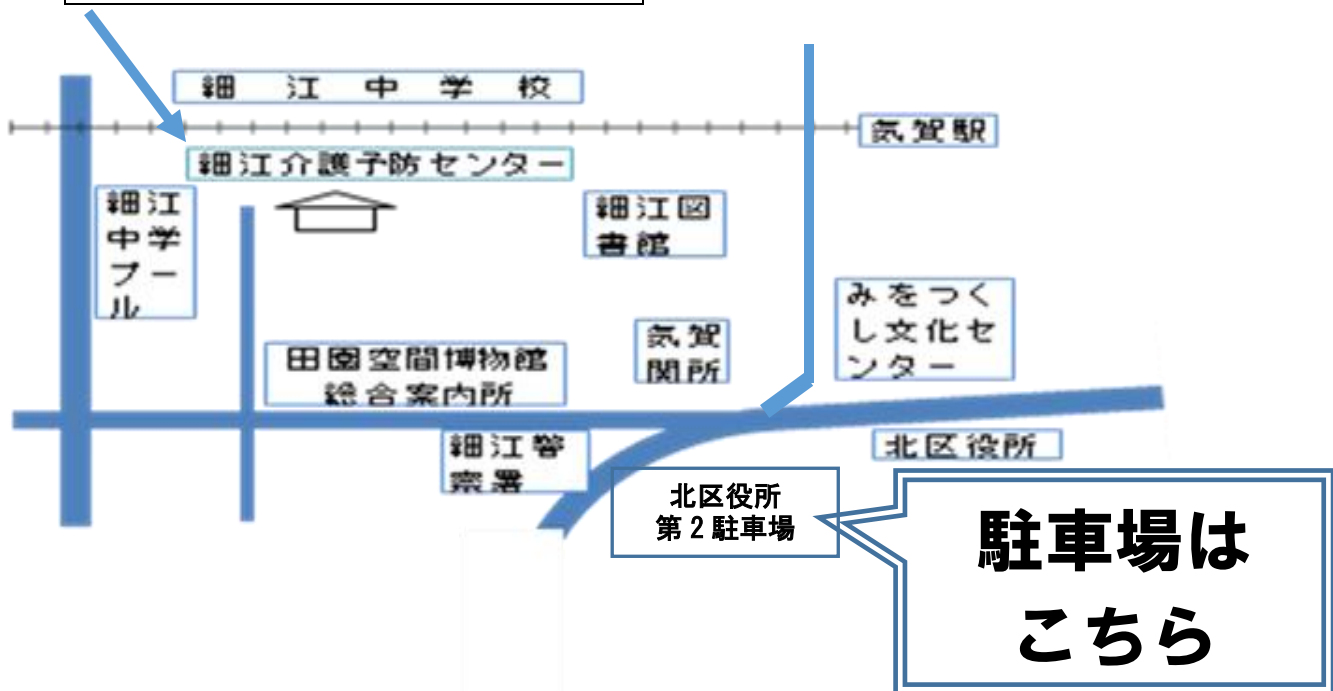 細江中学校
気賀駅
細江介護予防センター
細江
中学
プー
ル
細江図
書館
みをつく
し文化セ
ンター
気賀
関所
田園空間博物館
総合案内所
細江警
察署
北区役所
北区役所
第2駐車場
駐車場は
こちら